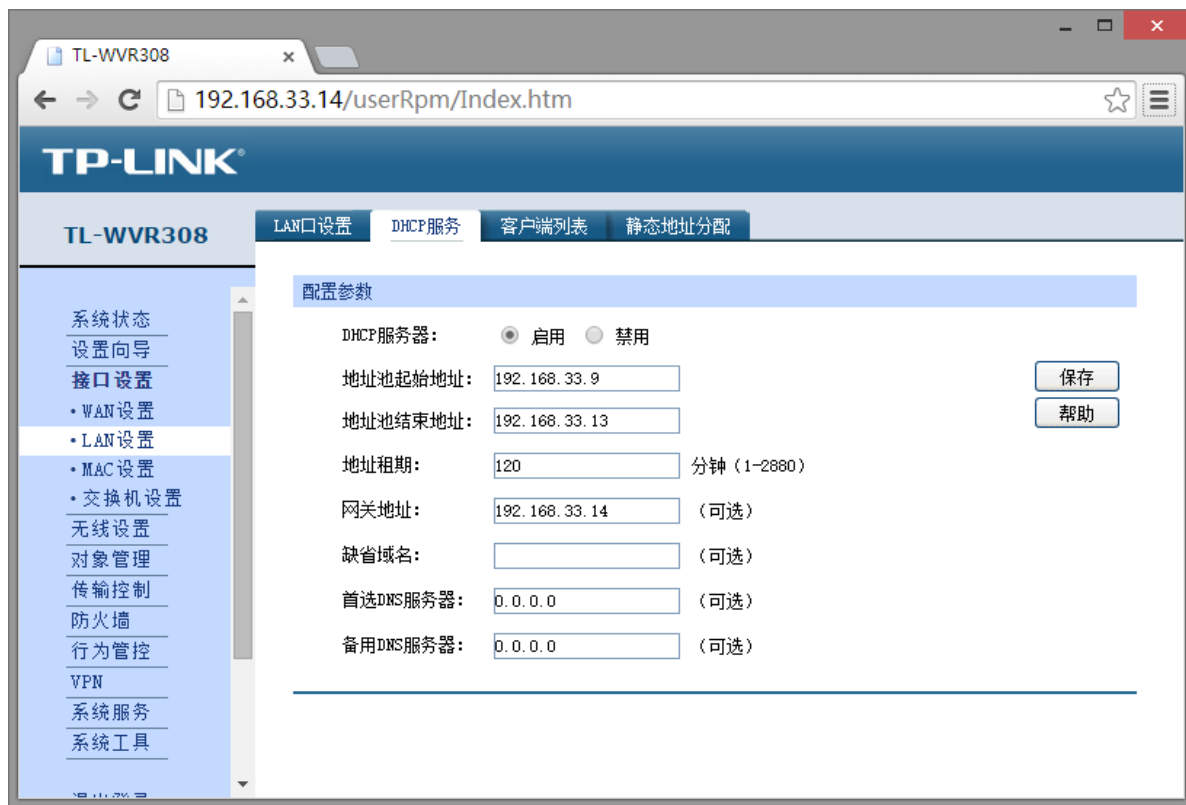 TL-WVR308
192.168.33.14/userRpm/Index.htm
TP-LINK®
TL-WVR308
LAN口设置 DHCP服务 客户端列表 静态地址分配
系统状态
设置向导
接口设置
•WAN设置
•LAN设置
•MAC设置
•交换机设置
无线设置
对象管理
传输控制
防火墙
行为管控
VPN
系统服务
系统工具
配置参数
DHCP服务器: 启用 禁用
地址池起始地址: 192.168.33.9
地址池结束地址: 192.168.33.13
地址租期: 120 分钟 (1-2880)
网关地址: 192.168.33.14 (可选)
缺省域名: (可选)
首选DNS服务器: 0.0.0.0 (可选)
备用DNS服务器: 0.0.0.0 (可选)
保存
帮助